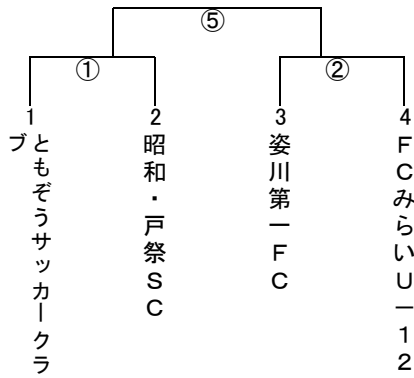 ⑤
① ②
1 2 3 4
ともぞうサッカークラブ
昭和・戸祭SC
姿川第一FC
FCみらいU-12